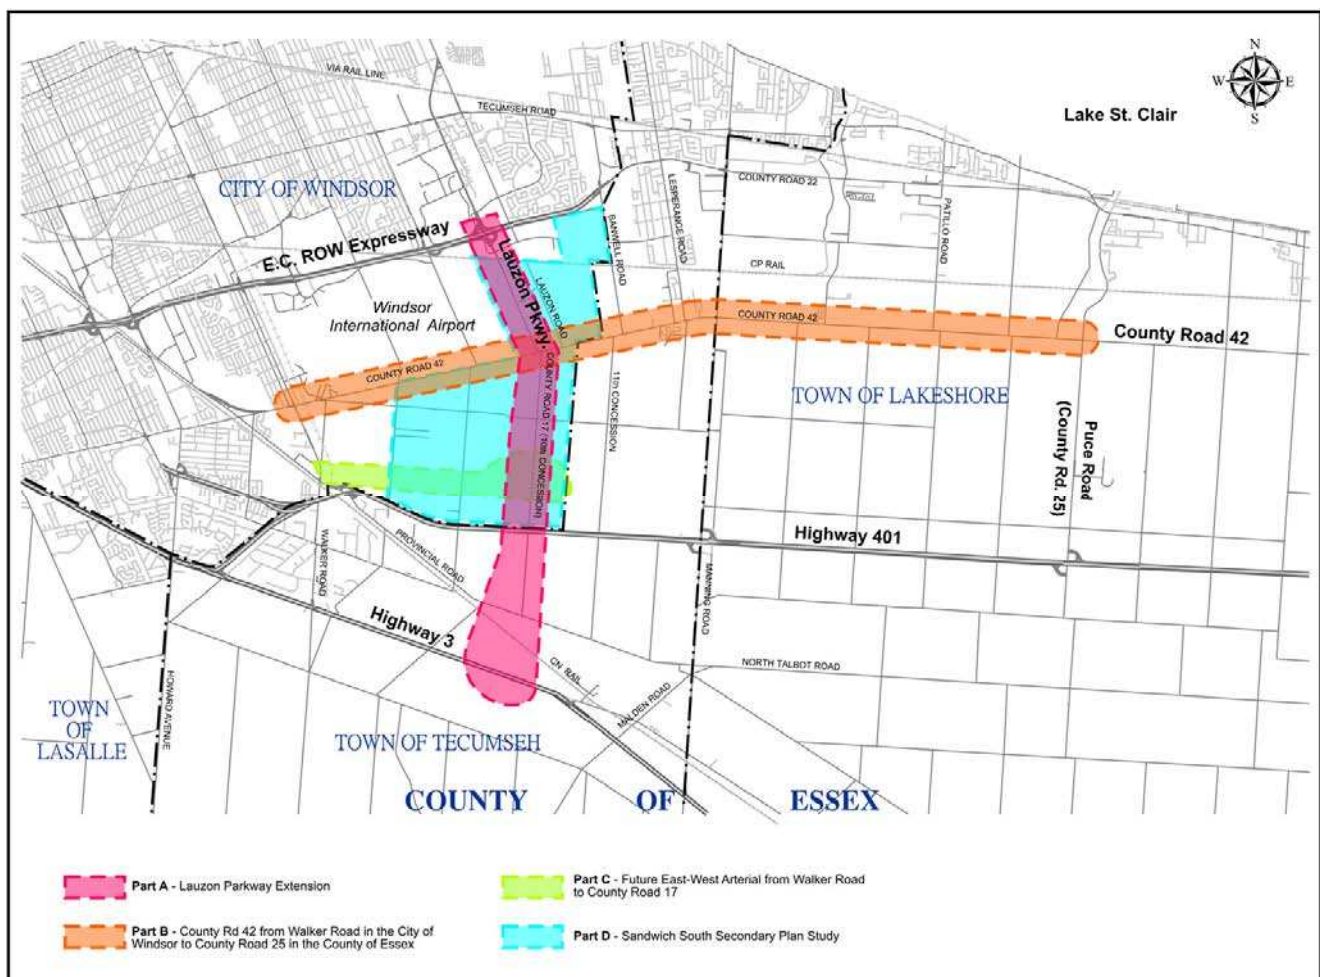 N
W
E
S
Lake St. Clair
VIA RAIL LINE
TECUMSEH ROAD
CITY OF WINDSOR
COUNTY ROAD 22
LESPERANCE ROAD
PATILLO ROAD
BANWELL ROAD
E.C. ROW Expressway
Lauzon Pkwy.
LAUZON ROAD
CP RAIL
Windsor
International Airport
COUNTY ROAD 42
County Road 42
COUNTY ROAD 42
TOWN OF LAKESHORE
COUNTY ROAD 17 (10th CONCESSION)
11th CONCESSION
Puce Road
(County Rd. 25)
Highway 401
WALKER ROAD
PROVINCIAL ROAD
MANNING ROAD
Highway 3
CN RAIL
NORTH TALBOT ROAD
MALDEN ROAD
HOWARD AVENUE
TOWN
OF
LASALLE
TOWN OF TECUMSEH
COUNTY OF ESSEX
Part A - Lauzon Parkway Extension
Part B - County Rd 42 from Walker Road in the City of
Windsor to County Road 25 in the County of Essex
Part C - Future East-West Arterial from Walker Road
to County Road 17
Part D - Sandwich South Secondary Plan Study